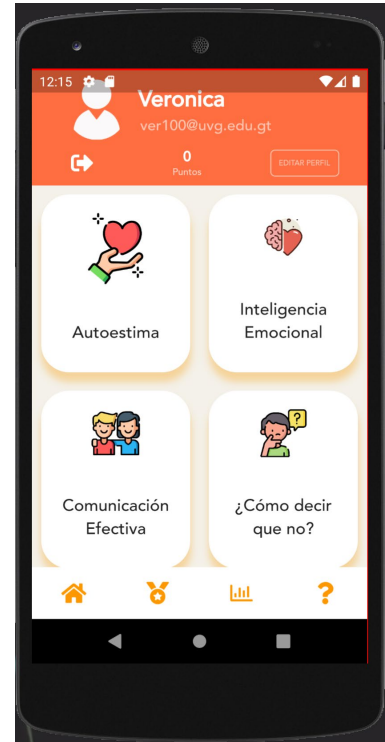 12:15
Veronica
ver100@uvg.edu.gt
0
Puntos
EDITAR PERFIL
Autoestima
Inteligencia
Emocional
Comunicación
Efectiva
¿Cómo decir
que no?